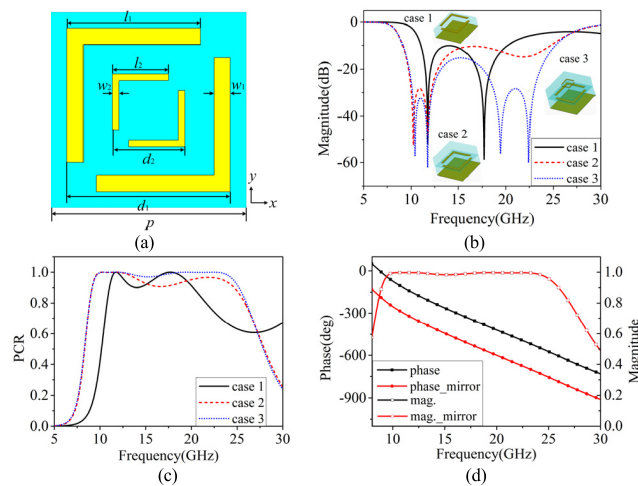 l1
l2
w2
w1
d2
d1
p
y
x
(a)
case 1
case 3
case 2
case 1
case 2
case 3
0
-20
-40
-60
Magnitude(dB)
5 10 15 20 25 30
Frequency(GHz)
(b)
1.0
0.8
0.6
0.4
0.2
0.0
PCR
case 1
case 2
case 3
5 10 15 20 25 30
Frequency(GHz)
(c)
0
-300
-600
-900
Phase(deg)
phase
phase_mirror
mag.
mag._mirror
1.0
0.8
0.6
0.4
0.2
0.0
Magnitude
10 15 20 25 30
Frequency(GHz)
(d)